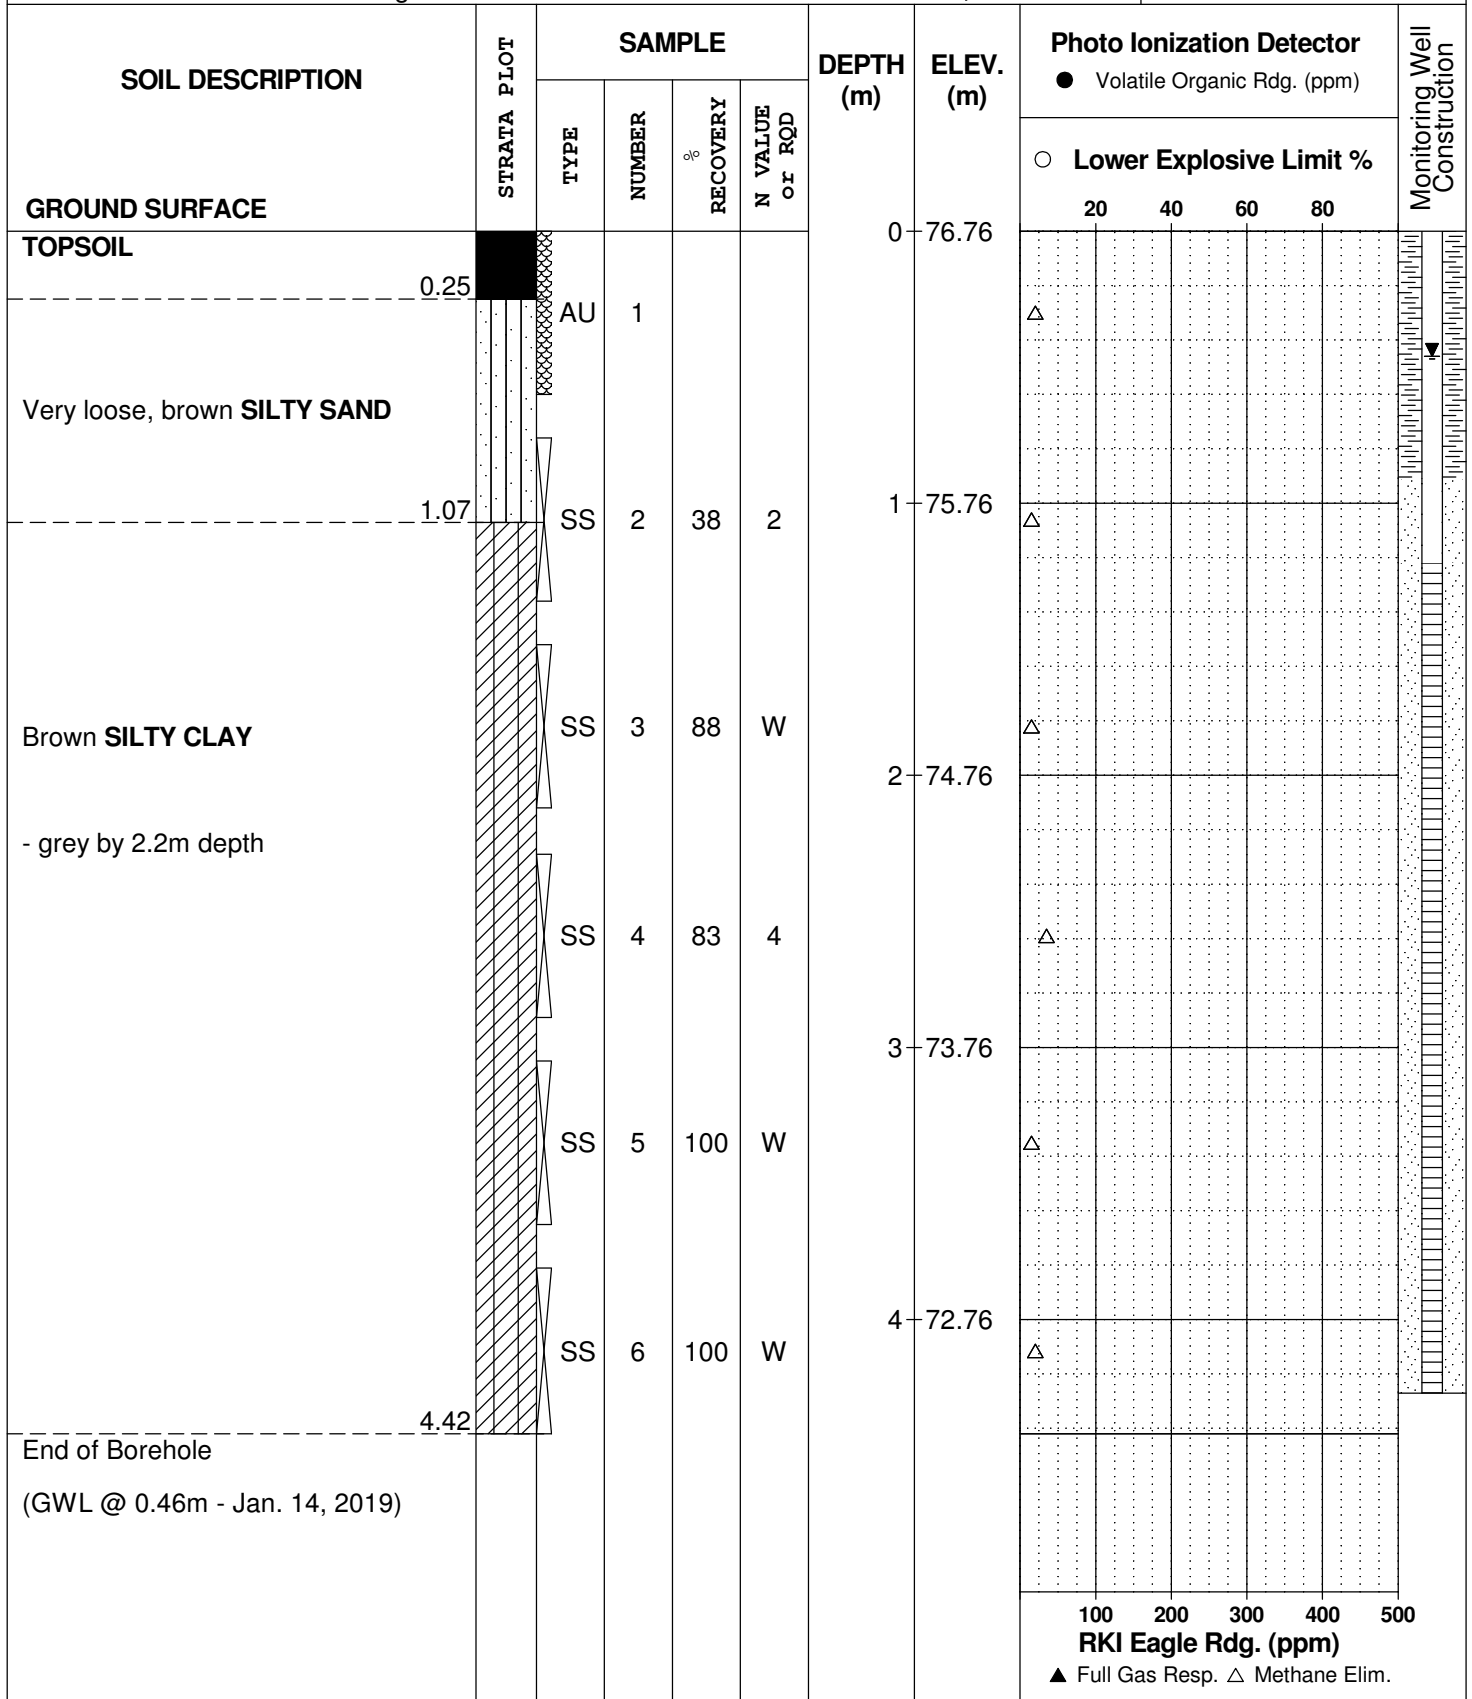 SOIL DESCRIPTION
GROUND SURFACE
STRATA PLOT
SAMPLE
TYPE
NUMBER
%
RECOVERY
N VALUE
or RQD
DEPTH
(m)
ELEV.
(m)
Photo Ionization Detector
● Volatile Organic Rdg. (ppm)
○ Lower Explosive Limit %
20 40 60 80
Monitoring Well
Construction
0 76.76
TOPSOIL
0.25
AU 1
Very loose, brown SILTY SAND
1.07
1 75.76
SS 2 38 2
Brown SILTY CLAY
SS 3 88 W
2 74.76
- grey by 2.2m depth
SS 4 83 4
3 73.76
SS 5 100 W
4 72.76
SS 6 100 W
4.42
End of Borehole
(GWL @ 0.46m - Jan. 14, 2019)
100 200 300 400 500
RKI Eagle Rdg. (ppm)
▲ Full Gas Resp. △ Methane Elim.